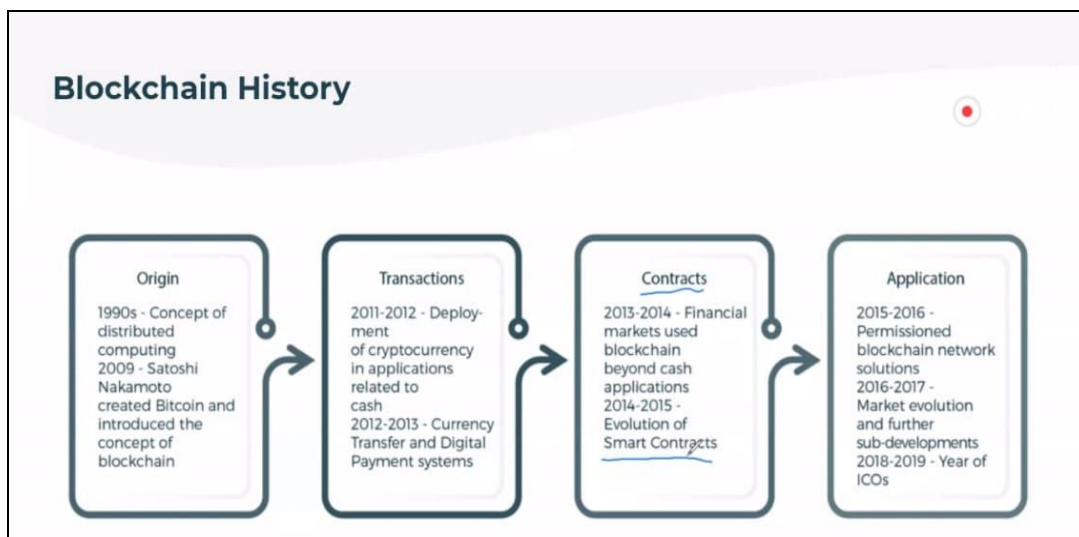 Blockchain History
Origin
1990s - Concept of
distributed
computing
2009 - Satoshi
Nakamoto
created Bitcoin and
introduced the
concept of
blockchain
Transactions
2011-2012 - Deploy-
ment
of cryptocurrency
in applications
related to
cash
2012-2013 - Currency
Transfer and Digital
Payment systems
Contracts
2013-2014 - Financial
markets used
blockchain
beyond cash
applications
2014-2015 -
Evolution of
Smart Contracts
Application
2015-2016 -
Permissioned
blockchain network
solutions
2016-2017 -
Market evolution
and further
sub-developments
2018-2019 - Year of
ICOs